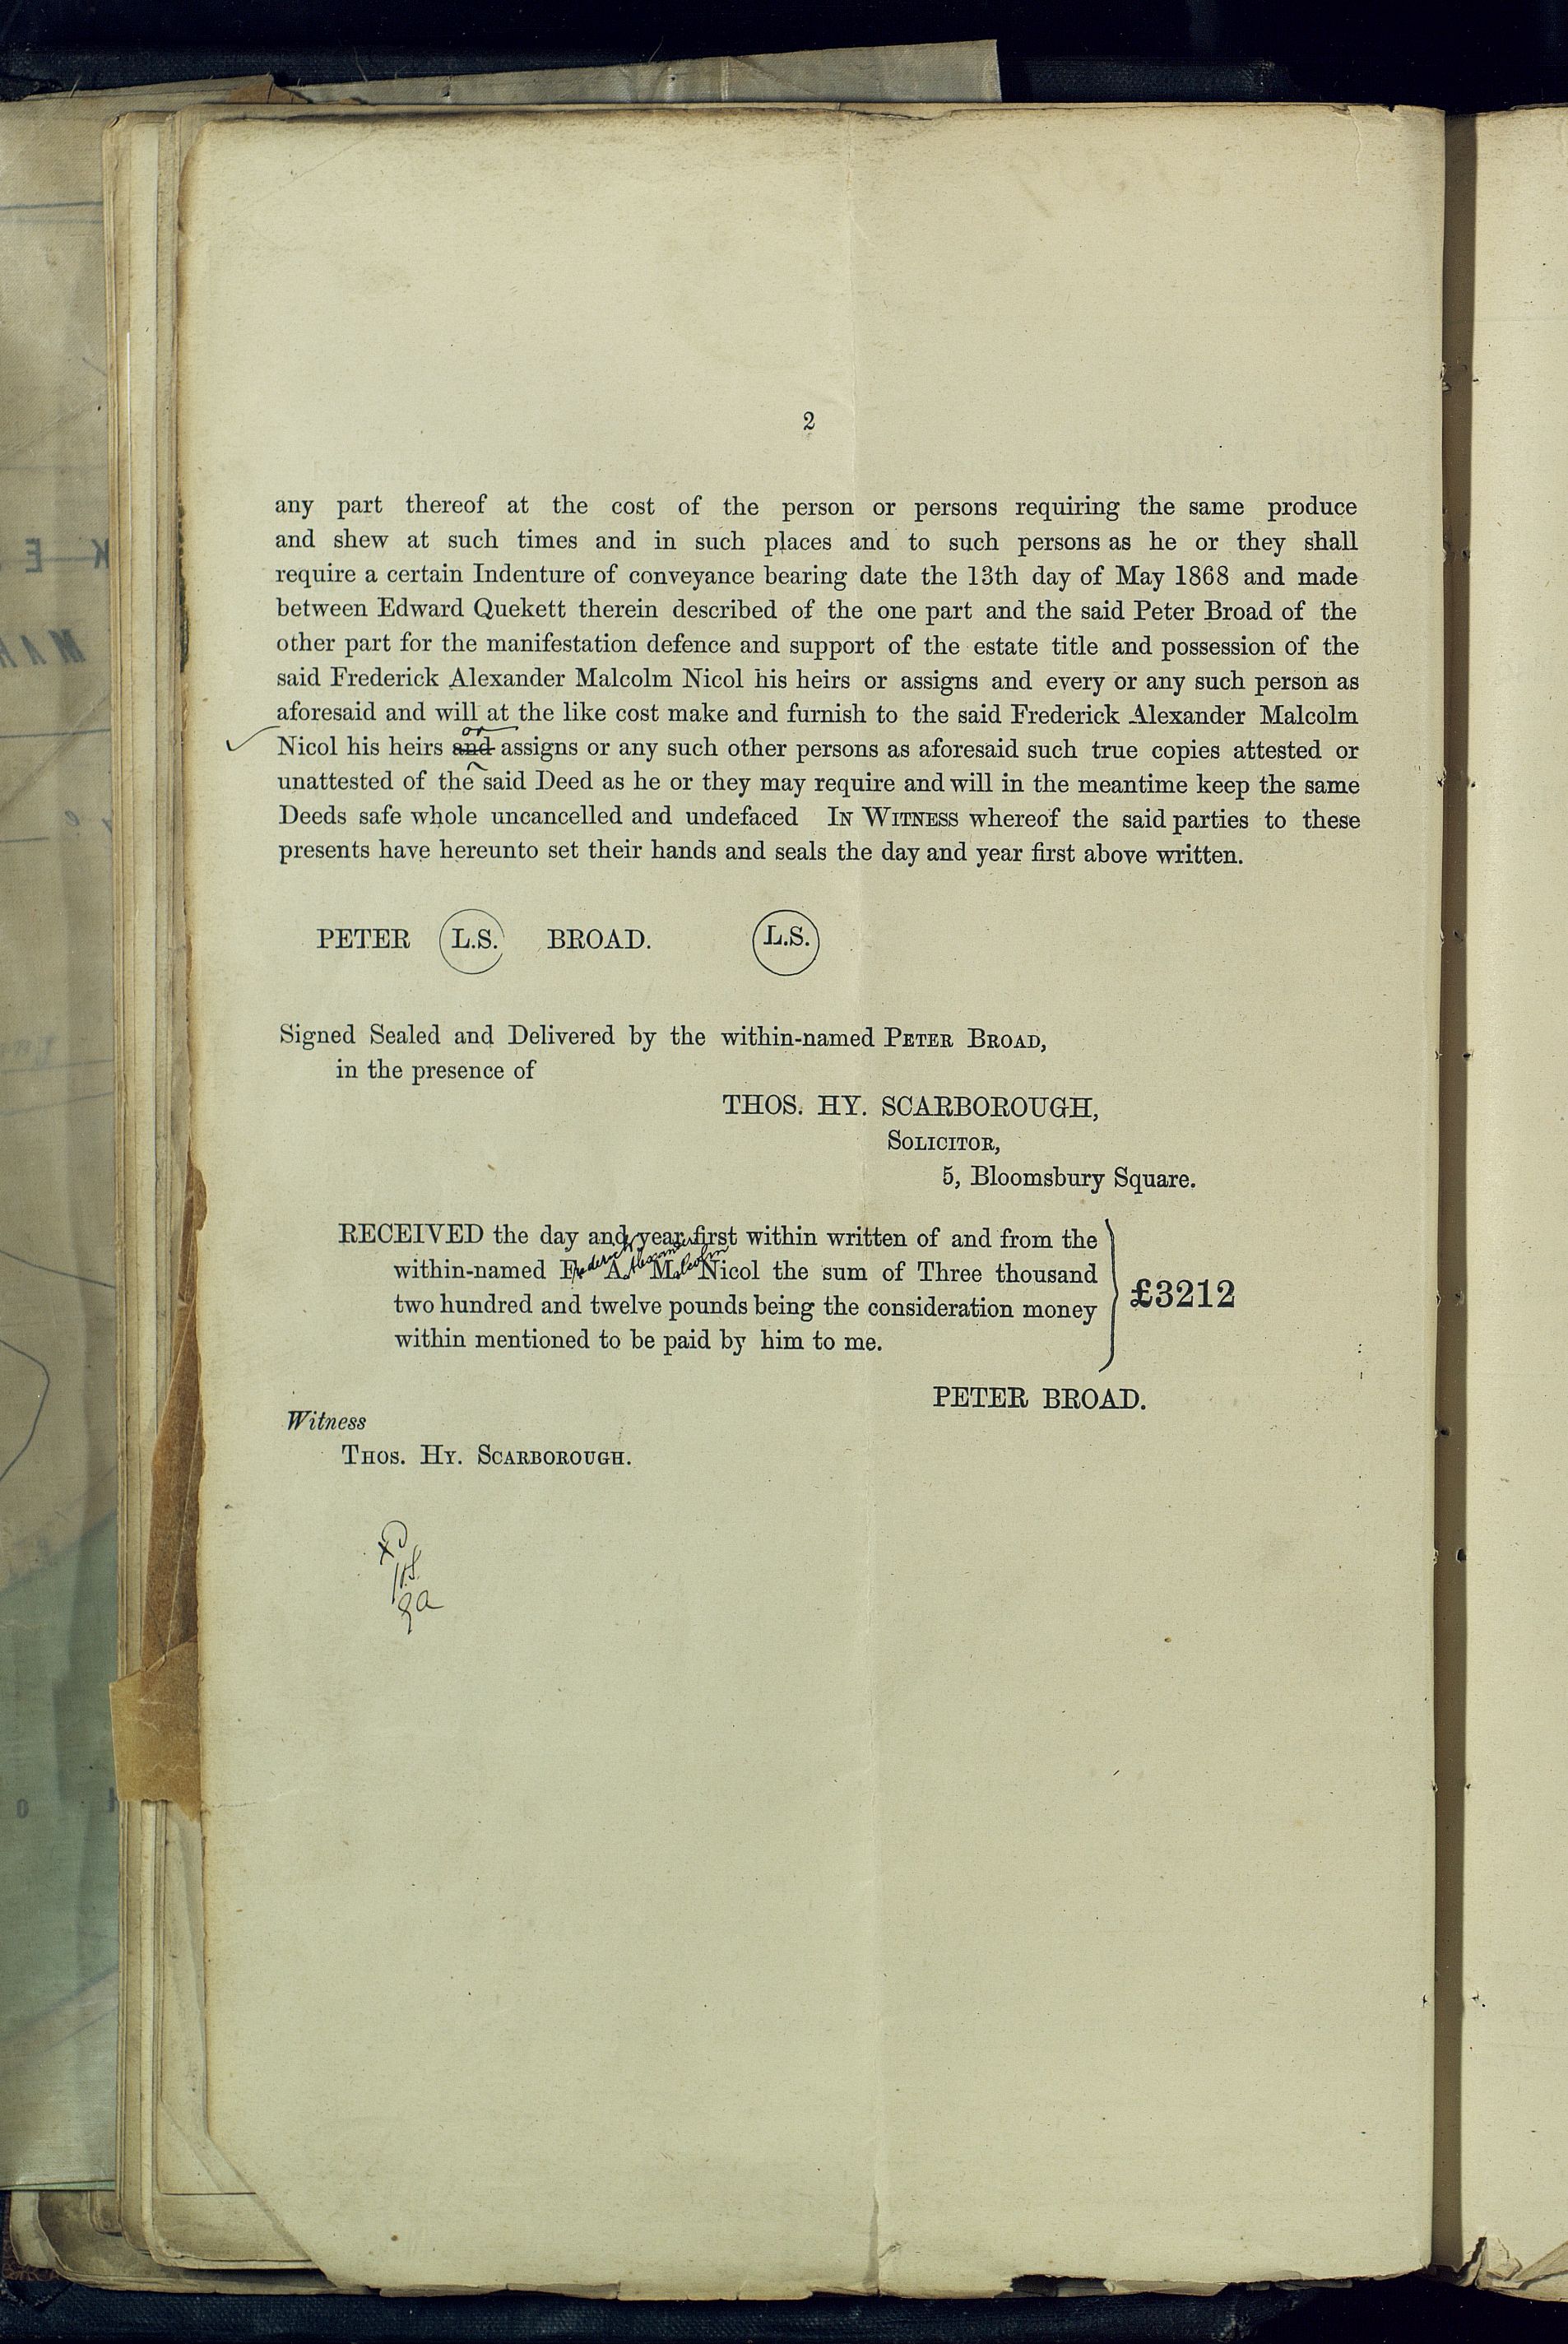 2
any part thereof at the cost of the person or persons requiring the same produce
and shew at such times and in such places and to such persons as he or they shall
require a certain Indenture of conveyance bearing date the 13th day of May 1868 and made
between Edward Quekett therein described of the one part and the said Peter Broad of the
other part for the manifestation defence and support of the estate title and possession of the
said Frederick Alexander Malcolm Nicol his heirs or assigns and every or any such person as
aforesaid and will at the like cost make and furnish to the said Frederick Alexander Malcolm
or
Nicol his heirs and assigns or any such other persons as aforesaid such true copies attested or
unattested of the said Deed as he or they may require and will in the meantime keep the same
Deeds safe whole uncancelled and undefaced IN WITNESS whereof the said parties to these
presents have hereunto set their hands and seals the day and year first above written.
PETER L.S. BROAD. L.S.
Signed Sealed and Delivered by the within-named PETER BROAD,
in the presence of
THOS. HY. SCARBOROUGH,
SOLICITOR,
5, Bloomsbury Square.
RECEIVED the day and year first within written of and from the
within-named Frederick A. Alexander Malcolm Nicol the sum of Three thousand
two hundred and twelve pounds being the consideration money
within mentioned to be paid by him to me.
£3212
PETER BROAD.
Witness
THOS. HY. SCARBOROUGH.